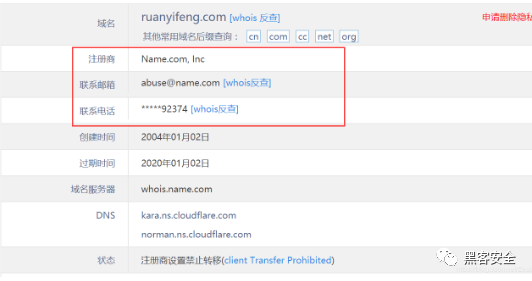 域名 ruanyifeng.com [whois 反查] 申请删除隐私
其他常用域名后缀查询： cn com cc net org
注册商 Name.com, Inc
联系邮箱 abuse@name.com [whois反查]
联系电话 *****92374 [whois反查]
创建时间 2004年01月02日
过期时间 2020年01月02日
域名服务器 whois.name.com
DNS kara.ns.cloudflare.com
norman.ns.cloudflare.com
状态 注册商设置禁止转移(client Transfer Prohibited)
黑客安全